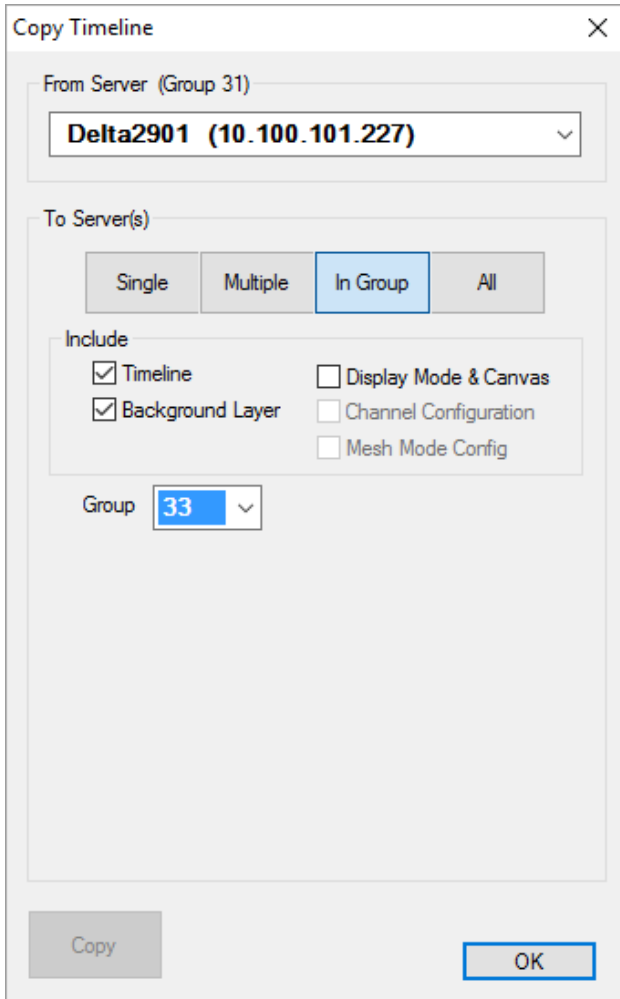 Copy Timeline
From Server (Group 31)
Delta2901 (10.100.101.227)
To Server(s)
Single Multiple In Group All
Include
Timeline Display Mode & Canvas
Background Layer Channel Configuration
Mesh Mode Config
Group 33
Copy OK